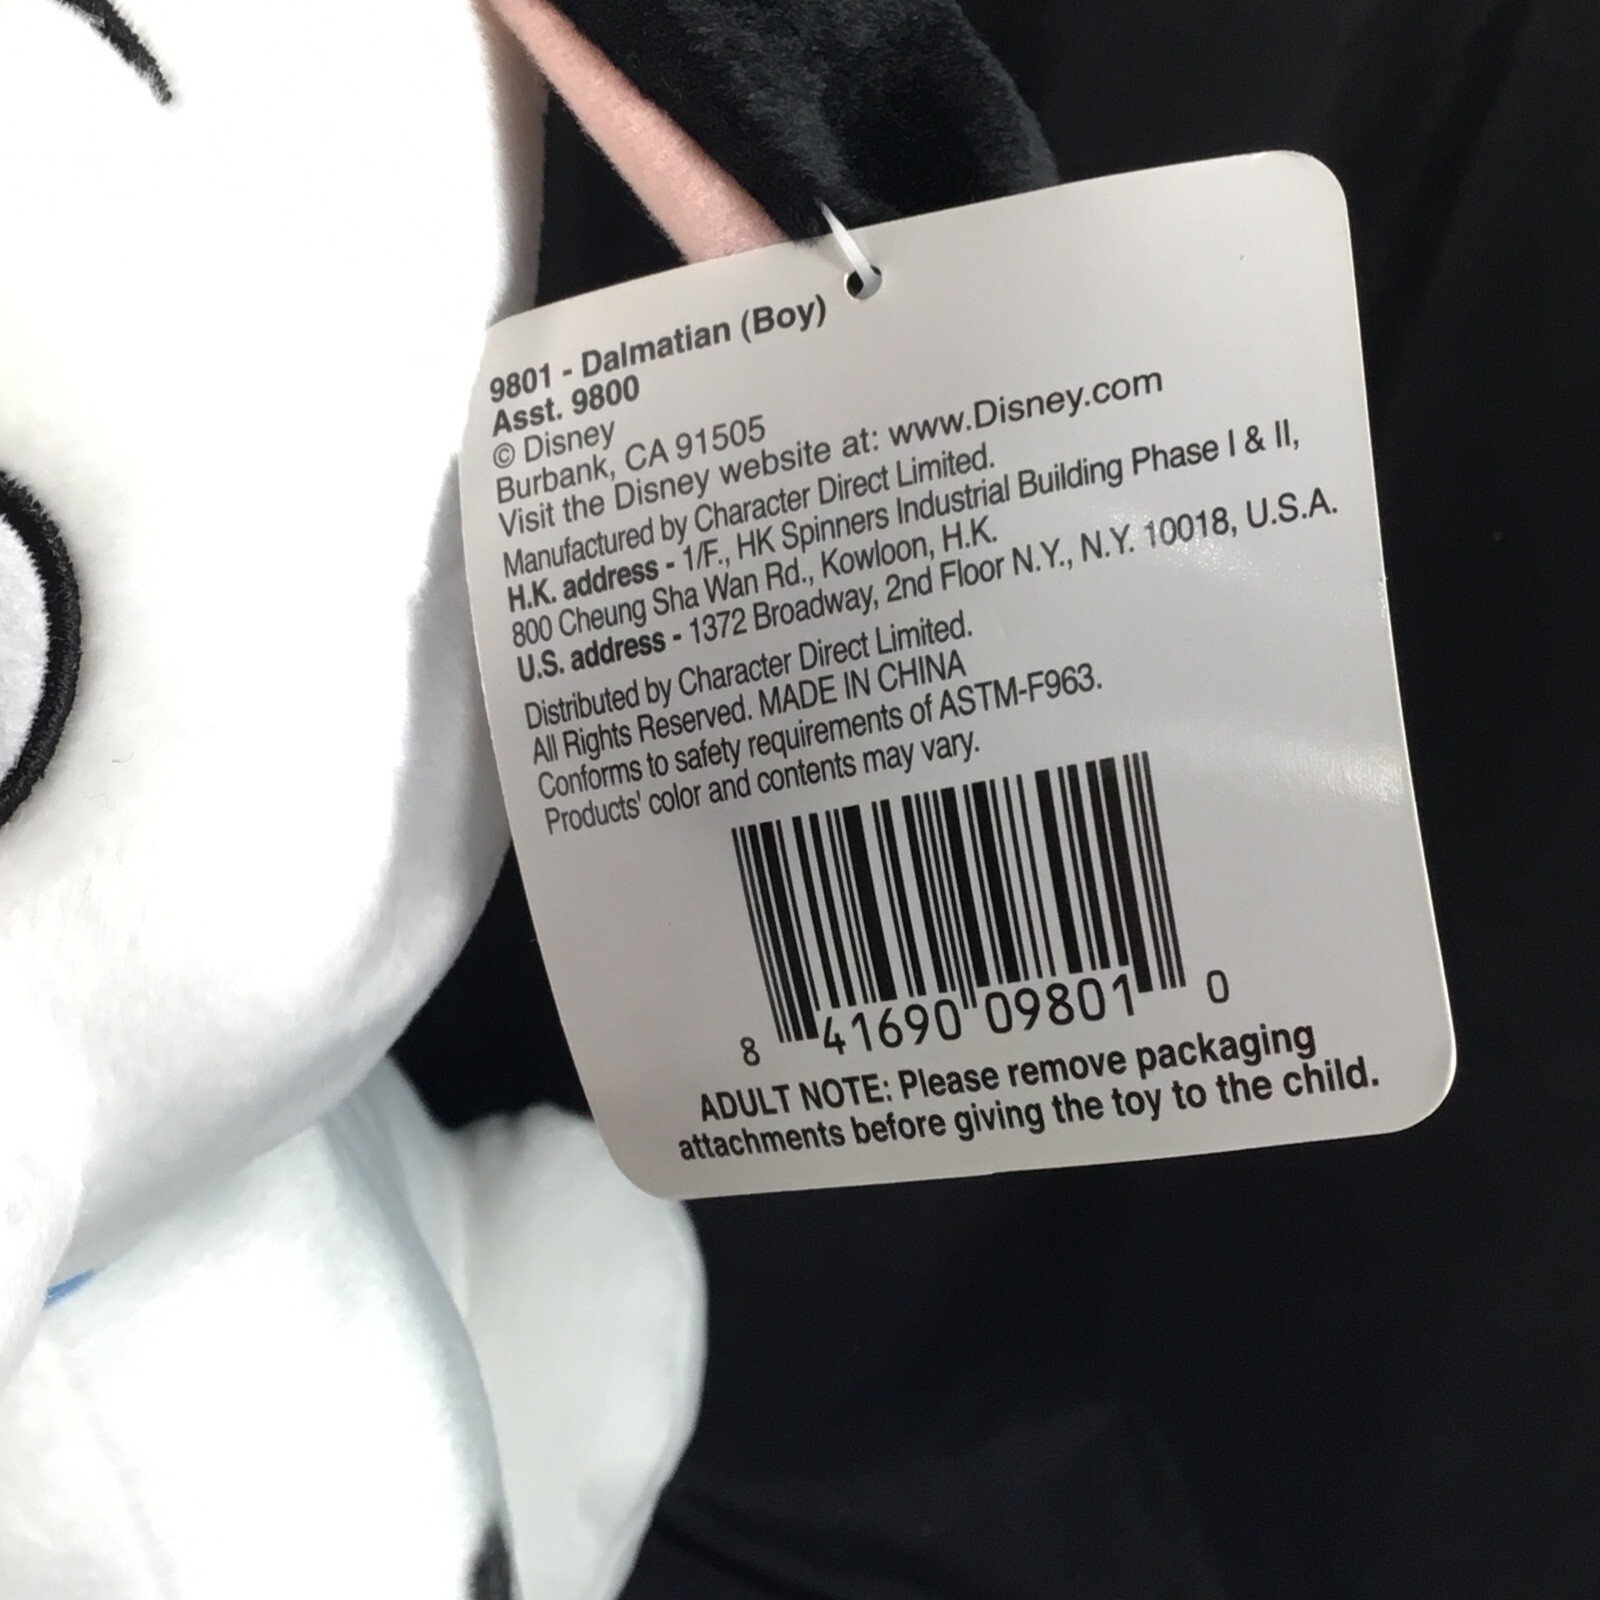 9801 - Dalmatian (Boy)
Asst. 9800
© Disney
Burbank, CA 91505
Visit the Disney website at: www.Disney.com
Manufactured by Character Direct Limited.
H.K. address - 1/F., HK Spinners Industrial Building Phase I & II,
800 Cheung Sha Wan Rd., Kowloon, H.K.
U.S. address - 1372 Broadway, 2nd Floor N.Y., N.Y. 10018, U.S.A.
Distributed by Character Direct Limited.
All Rights Reserved. MADE IN CHINA
Conforms to safety requirements of ASTM-F963.
Products' color and contents may vary.
8 41690 09801 0
ADULT NOTE: Please remove packaging
attachments before giving the toy to the child.